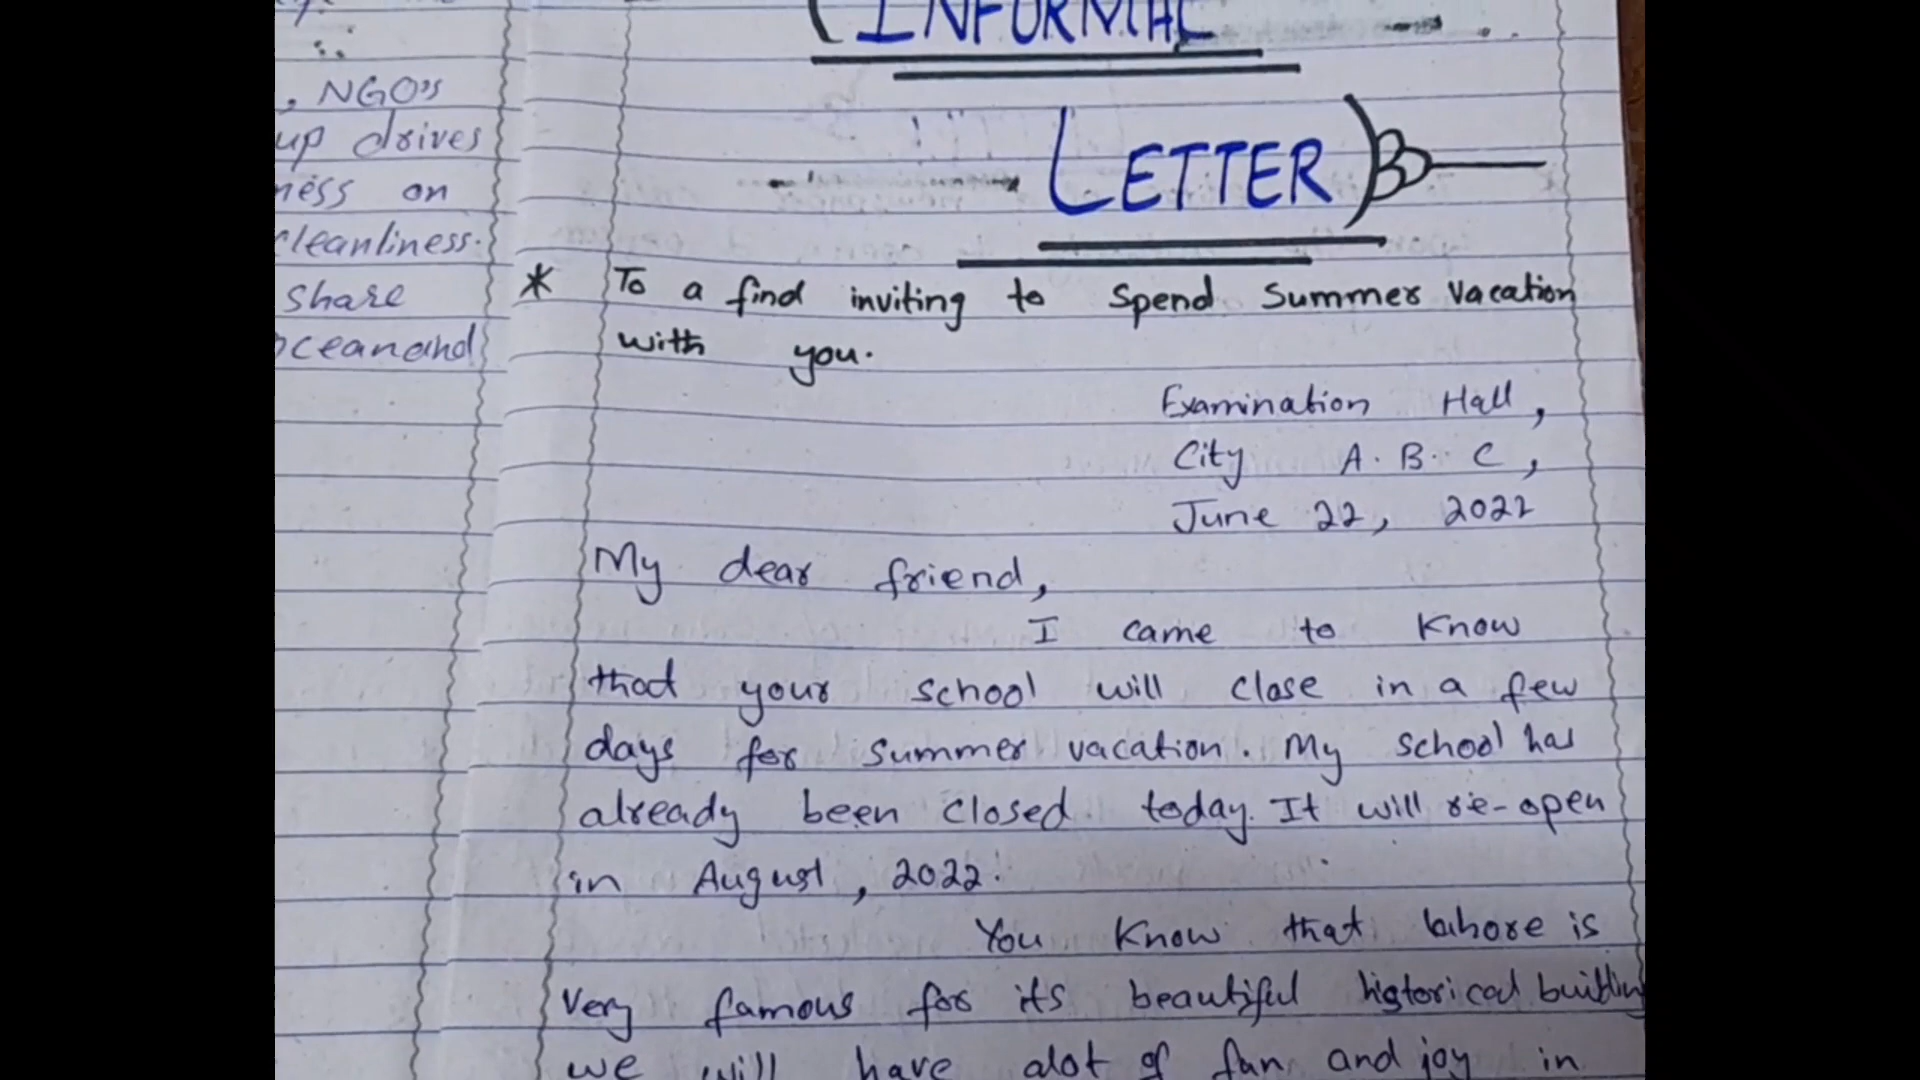 , NGO's
up drives
ness on
cleanliness.
share
oceanand
INFORMAL
LETTER
* To a find inviting to Spend Summer Vacation
with you.
Examination Hall,
City A. B. C,
June 22, 2022
My dear friend,
I came to Know
that your school will close in a few
days for summer vacation. My school has
already been closed today. It will re-open
in August, 2022.
You Know that Lahore is
Very famous for its beautiful historical building
we will have alot of fun and joy in